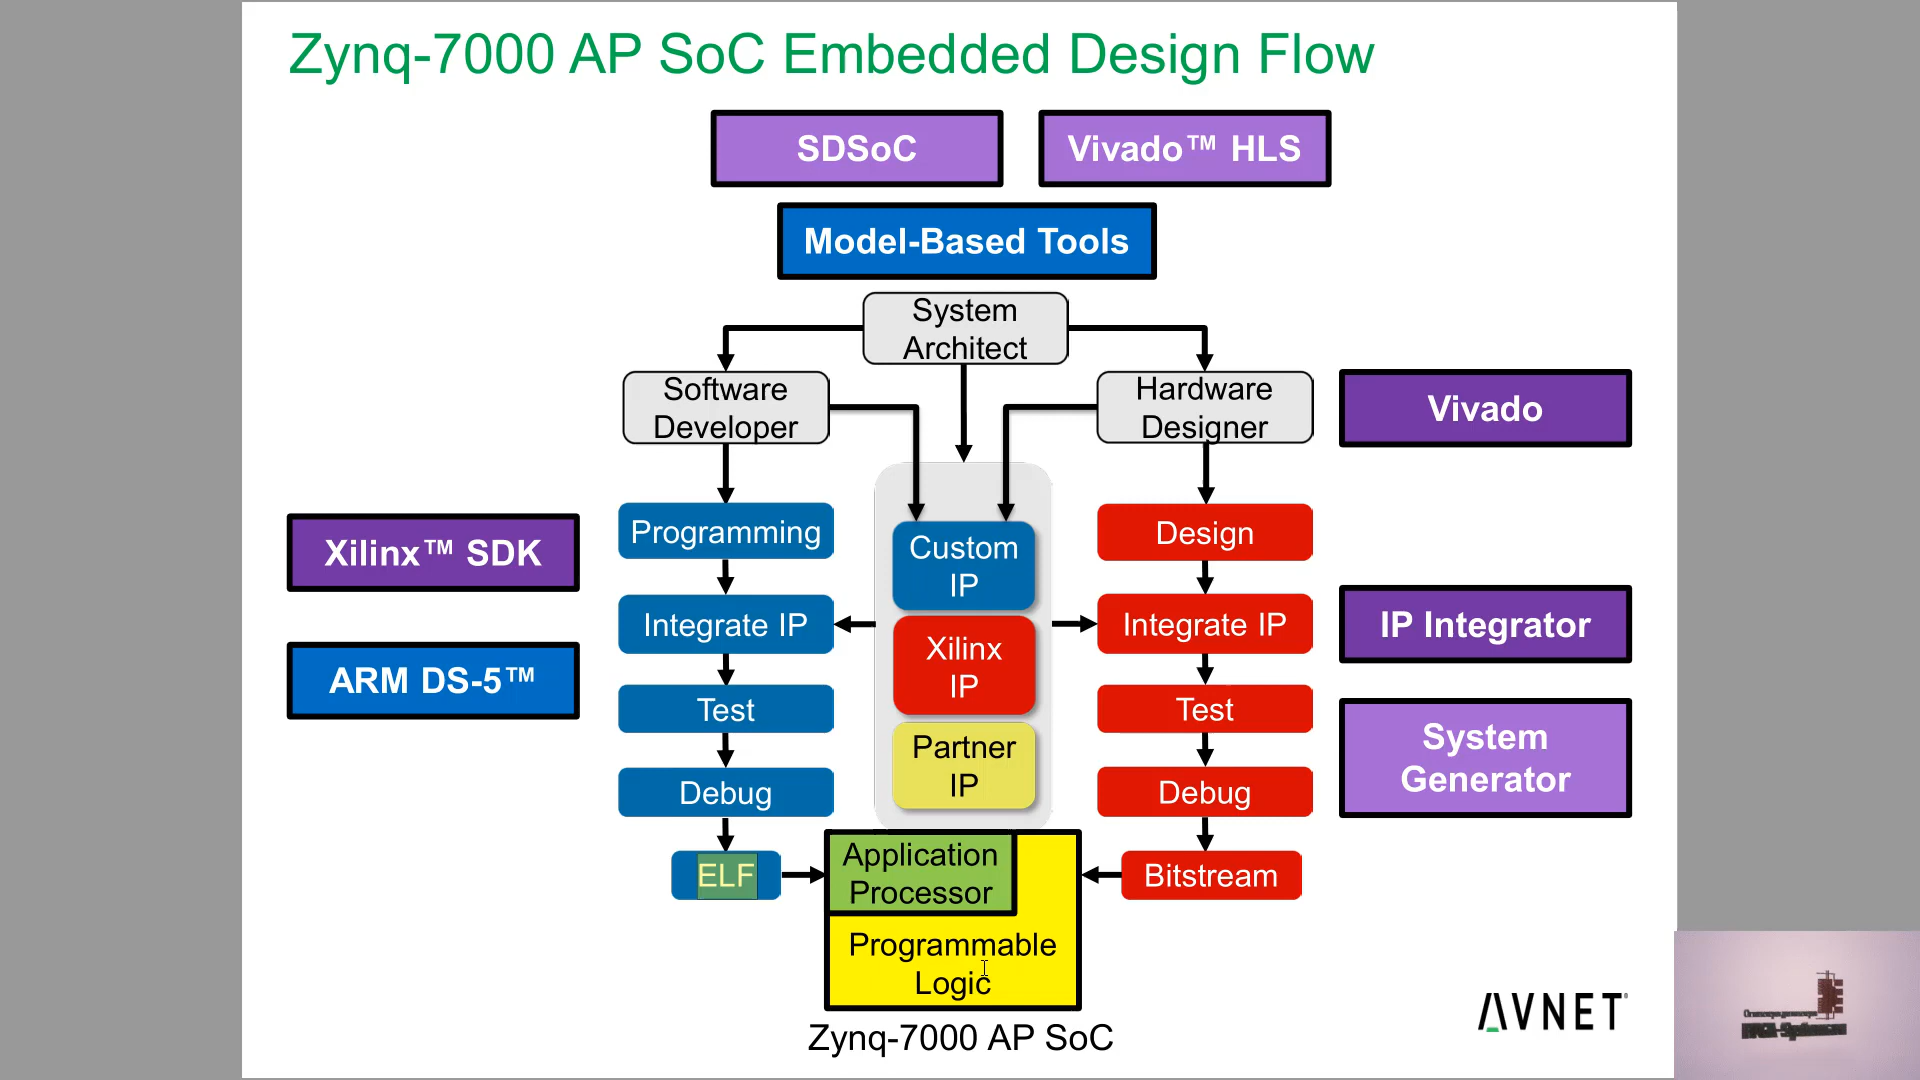 Zynq-7000 AP SoC Embedded Design Flow
SDSoC
Vivado™ HLS
Model-Based Tools
System
Architect
Software
Developer
Hardware
Designer
Vivado
Programming
Custom
IP
Design
Xilinx™ SDK
Integrate IP
Xilinx
IP
Integrate IP
IP Integrator
ARM DS-5™
Test
Partner
IP
Test
System
Generator
Debug
Debug
ELF
Application
Processor
Bitstream
Programmable
Logic
Zynq-7000 AP SoC
AVNET